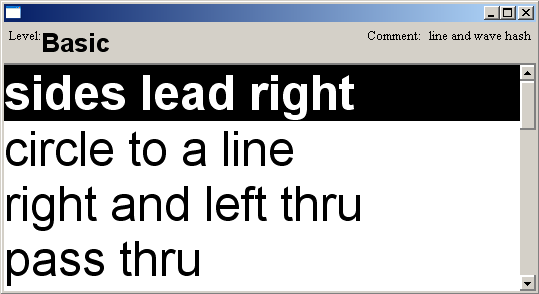 Level: Basic Comment: line and wave hash
sides lead right
circle to a line
right and left thru
pass thru